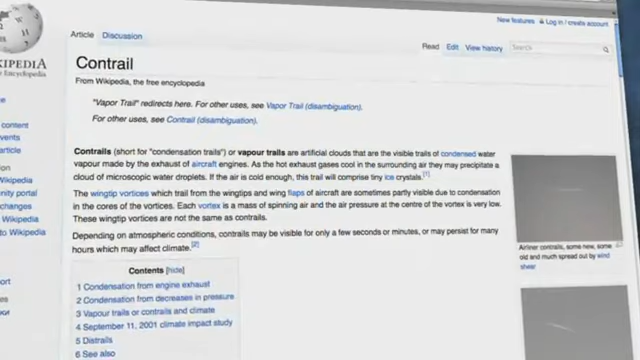 New features Log in / create account
Article Discussion
Read Edit View history Search
Contrail
From Wikipedia, the free encyclopedia
"Vapor Trail" redirects here. For other uses, see Vapor Trail (disambiguation).
For other uses, see Contrail (disambiguation).
Contrails (short for "condensation trails") or vapour trails are artificial clouds that are the visible trails of condensed water
vapour made by the exhaust of aircraft engines. As the hot exhaust gases cool in the surrounding air they may precipitate a
cloud of microscopic water droplets. If the air is cold enough, this trail will comprise tiny ice crystals.[1]
The wingtip vortices which trail from the wingtips and wing flaps of aircraft are sometimes partly visible due to condensation
in the cores of the vortices. Each vortex is a mass of spinning air and the air pressure at the centre of the vortex is very low.
These wingtip vortices are not the same as contrails.
Depending on atmospheric conditions, contrails may be visible for only a few seconds or minutes, or may persist for many
hours which may affect climate.[2]
Contents [hide]
1 Condensation from engine exhaust
2 Condensation from decreases in pressure
3 Vapour trails or contrails and climate
4 September 11, 2001 climate impact study
5 Distrails
6 See also
Airliner contrails, some new, some
old and much spread out by wind
shear
KIPEDIA
e Encyclopedia
content
vents
article
Wikipedia
nity portal
changes
Wikipedia
to Wikipedia
ort
es
ки